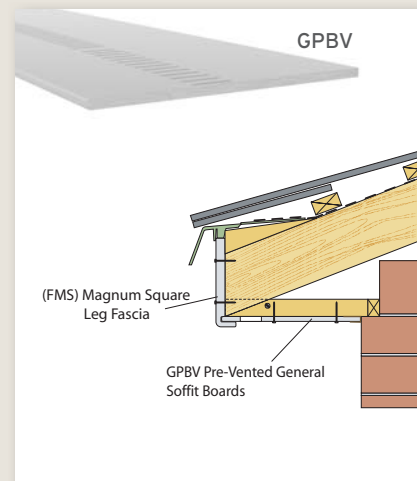 GPBV
(FMS) Magnum Square
Leg Fascia
GPBV Pre-Vented General
Soffit Boards